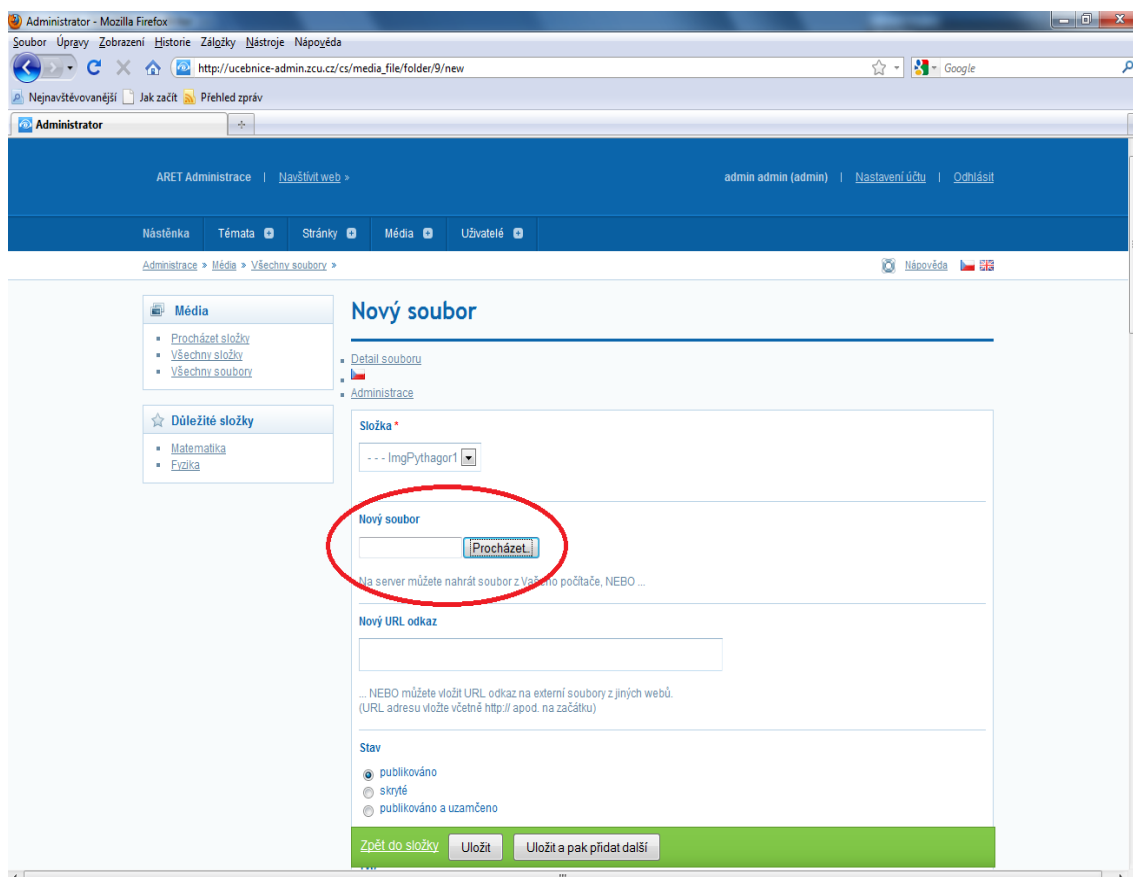 Administrator - Mozilla Firefox
Soubor Úpravy Zobrazení Historie Záložky Nástroje Nápověda
http://ucebnice-admin.zcu.cz/cs/media_file/folder/9/new
Google
Nejnavštěvovanější Jak začít Přehled zpráv
Administrator
ARET Administrace | Navštívit web »
admin admin (admin) | Nastavení účtu | Odhlásit
Nástěnka Témata Stránky Média Uživatelé
Administrace » Média » Všechny soubory »
Nápověda
Média
Procházet složky
Všechny složky
Všechny soubory
Důležité složky
Matematika
Fyzika
Nový soubor
Detail souboru
Administrace
Složka *
- - - ImgPythagor1
Nový soubor
Procházet..
Na server můžete nahrát soubor z Vašeho počítače, NEBO ...
Nový URL odkaz
... NEBO můžete vložit URL odkaz na externí soubory z jiných webů.
(URL adresu vložte včetně http:// apod. na začátku)
Stav
publikováno
skryté
publikováno a uzamčeno
Zpět do složky Uložit Uložit a pak přidat další